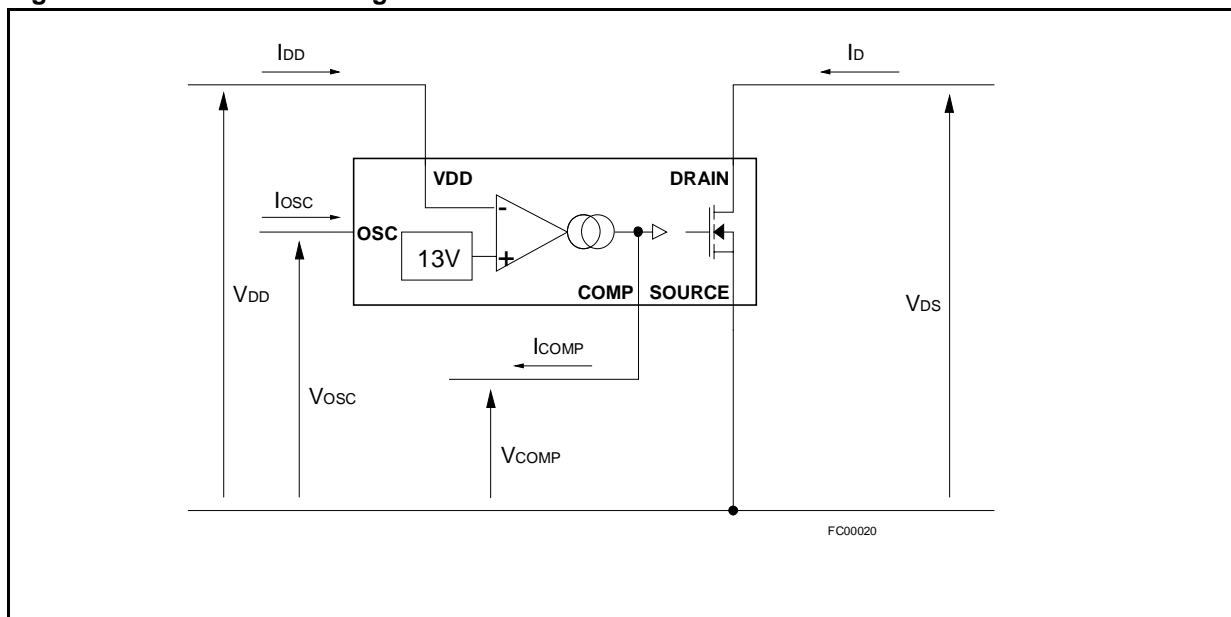 IDD
ID
VDD
DRAIN
IOSC
OSC
-
13V
+
COMP
SOURCE
VDD
VDS
ICOMP
VOSC
VCOMP
FC00020